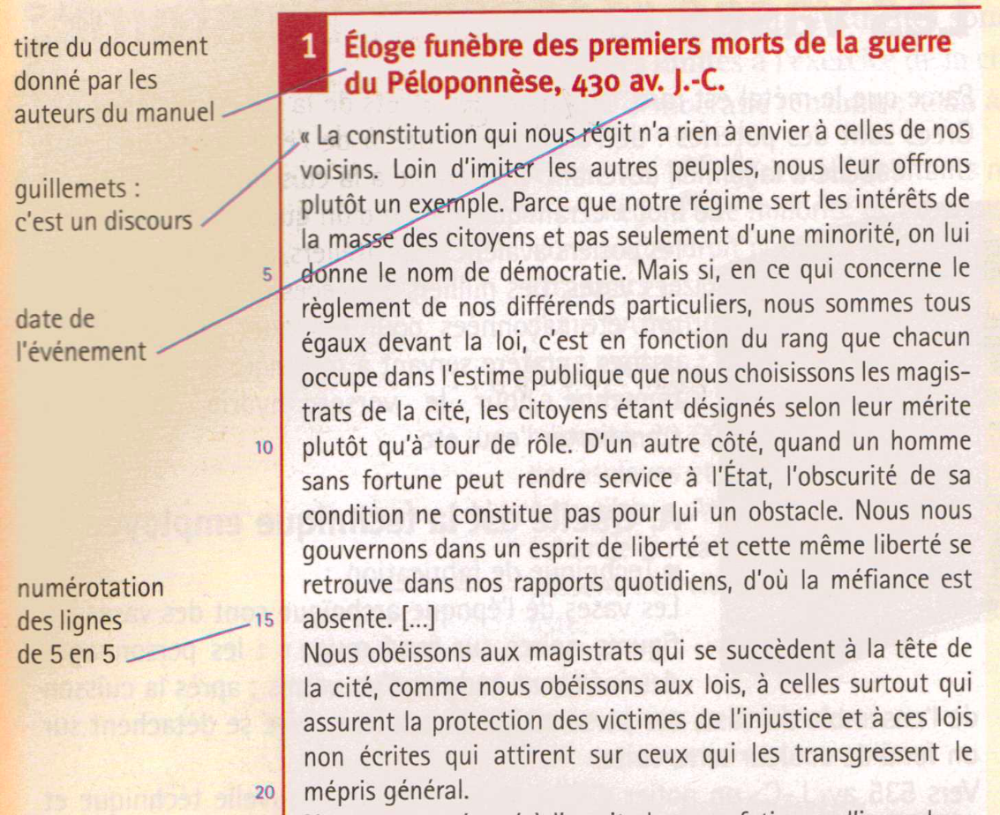 titre du document
donné par les
auteurs du manuel
guillemets :
c'est un discours
date de
l'événement
numérotation
des lignes
de 5 en 5
1 Éloge funèbre des premiers morts de la guerre
du Péloponnèse, 430 av. J.-C.
« La constitution qui nous régit n'a rien à envier à celles de nos
voisins. Loin d'imiter les autres peuples, nous leur offrons
plutôt un exemple. Parce que notre régime sert les intérêts de
la masse des citoyens et pas seulement d'une minorité, on lui
5 donne le nom de démocratie. Mais si, en ce qui concerne le
règlement de nos différends particuliers, nous sommes tous
égaux devant la loi, c'est en fonction du rang que chacun
occupe dans l'estime publique que nous choisissons les magis-
trats de la cité, les citoyens étant désignés selon leur mérite
10 plutôt qu'à tour de rôle. D'un autre côté, quand un homme
sans fortune peut rendre service à l'État, l'obscurité de sa
condition ne constitue pas pour lui un obstacle. Nous nous
gouvernons dans un esprit de liberté et cette même liberté se
retrouve dans nos rapports quotidiens, d'où la méfiance est
15 absente. [...]
Nous obéissons aux magistrats qui se succèdent à la tête de
la cité, comme nous obéissons aux lois, à celles surtout qui
assurent la protection des victimes de l'injustice et à ces lois
non écrites qui attirent sur ceux qui les transgressent le
20 mépris général.